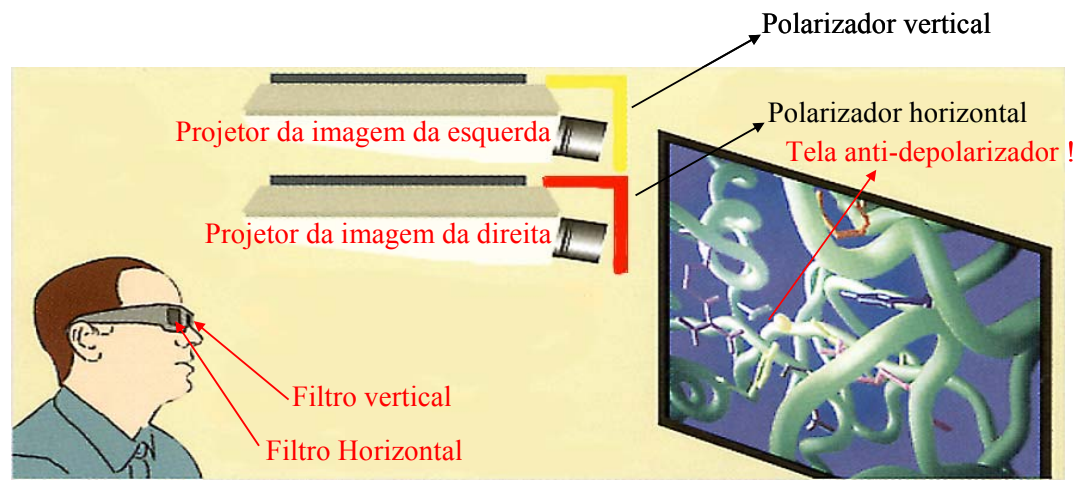 Polarizador vertical
Polarizador horizontal
Projetor da imagem da esquerda
Tela anti-depolarizador !
Projetor da imagem da direita
Filtro vertical
Filtro Horizontal